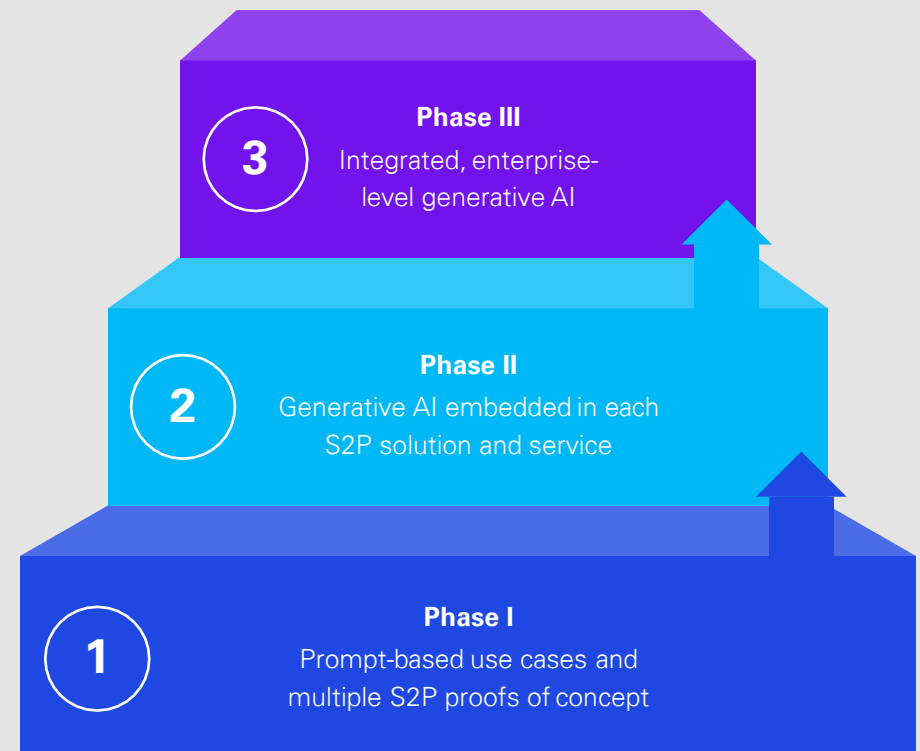 3
Phase III
Integrated, enterprise-
level generative AI
2
Phase II
Generative AI embedded in each
S2P solution and service
1
Phase I
Prompt-based use cases and
multiple S2P proofs of concept